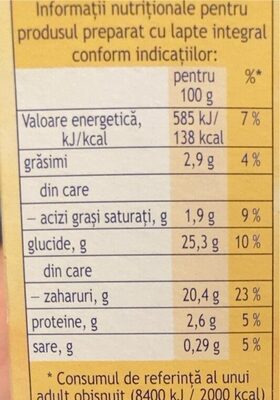 Informații nutriționale pentru
produsul preparat cu lapte integral
conform indicațiilor:
pentru 100 g %*
Valoare energetică, kJ/kcal 585 kJ/ 138 kcal 7 %
grăsimi 2,9 g 4 %
din care
– acizi grași saturați, g 1,9 g 9 %
glucide, g 25,3 g 10 %
din care
– zaharuri, g 20,4 g 23 %
proteine, g 2,6 g 5 %
sare, g 0,29 g 5 %
* Consumul de referință al unui
adult obișnuit (8400 kJ / 2000 kcal)